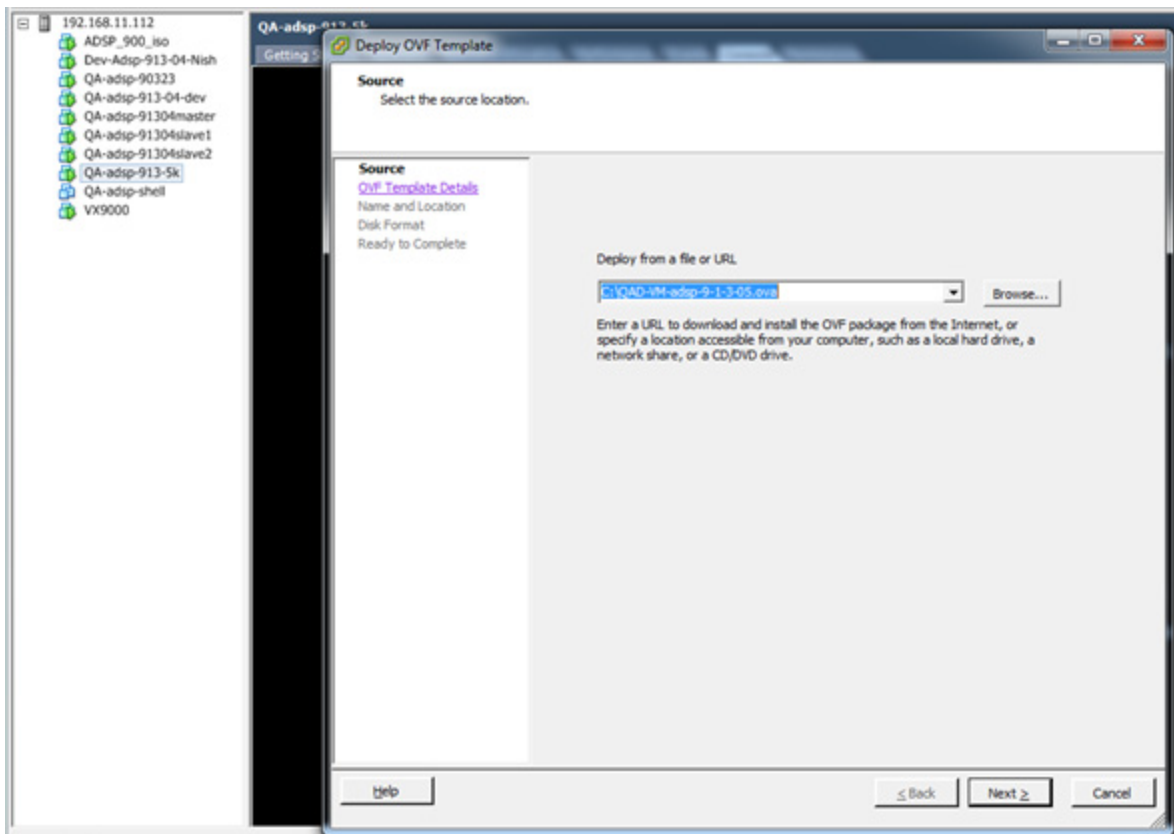 192.168.11.112
ADSP_900_iso
Dev-Adsp-913-04-Nish
QA-adsp-90323
QA-adsp-913-04-dev
QA-adsp-91304master
QA-adsp-91304slave1
QA-adsp-91304slave2
QA-adsp-913-5k
QA-adsp-shell
VX9000
QA-adsp-913-5k
Getting S
Deploy OVF Template
Source
Select the source location.
Source
OVF Template Details
Name and Location
Disk Format
Ready to Complete
Deploy from a file or URL
C:\QAD-VM-adsp-9-1-3-05.ova
Browse...
Enter a URL to download and install the OVF package from the Internet, or
specify a location accessible from your computer, such as a local hard drive, a
network share, or a CD/DVD drive.
Help
< Back
Next >
Cancel